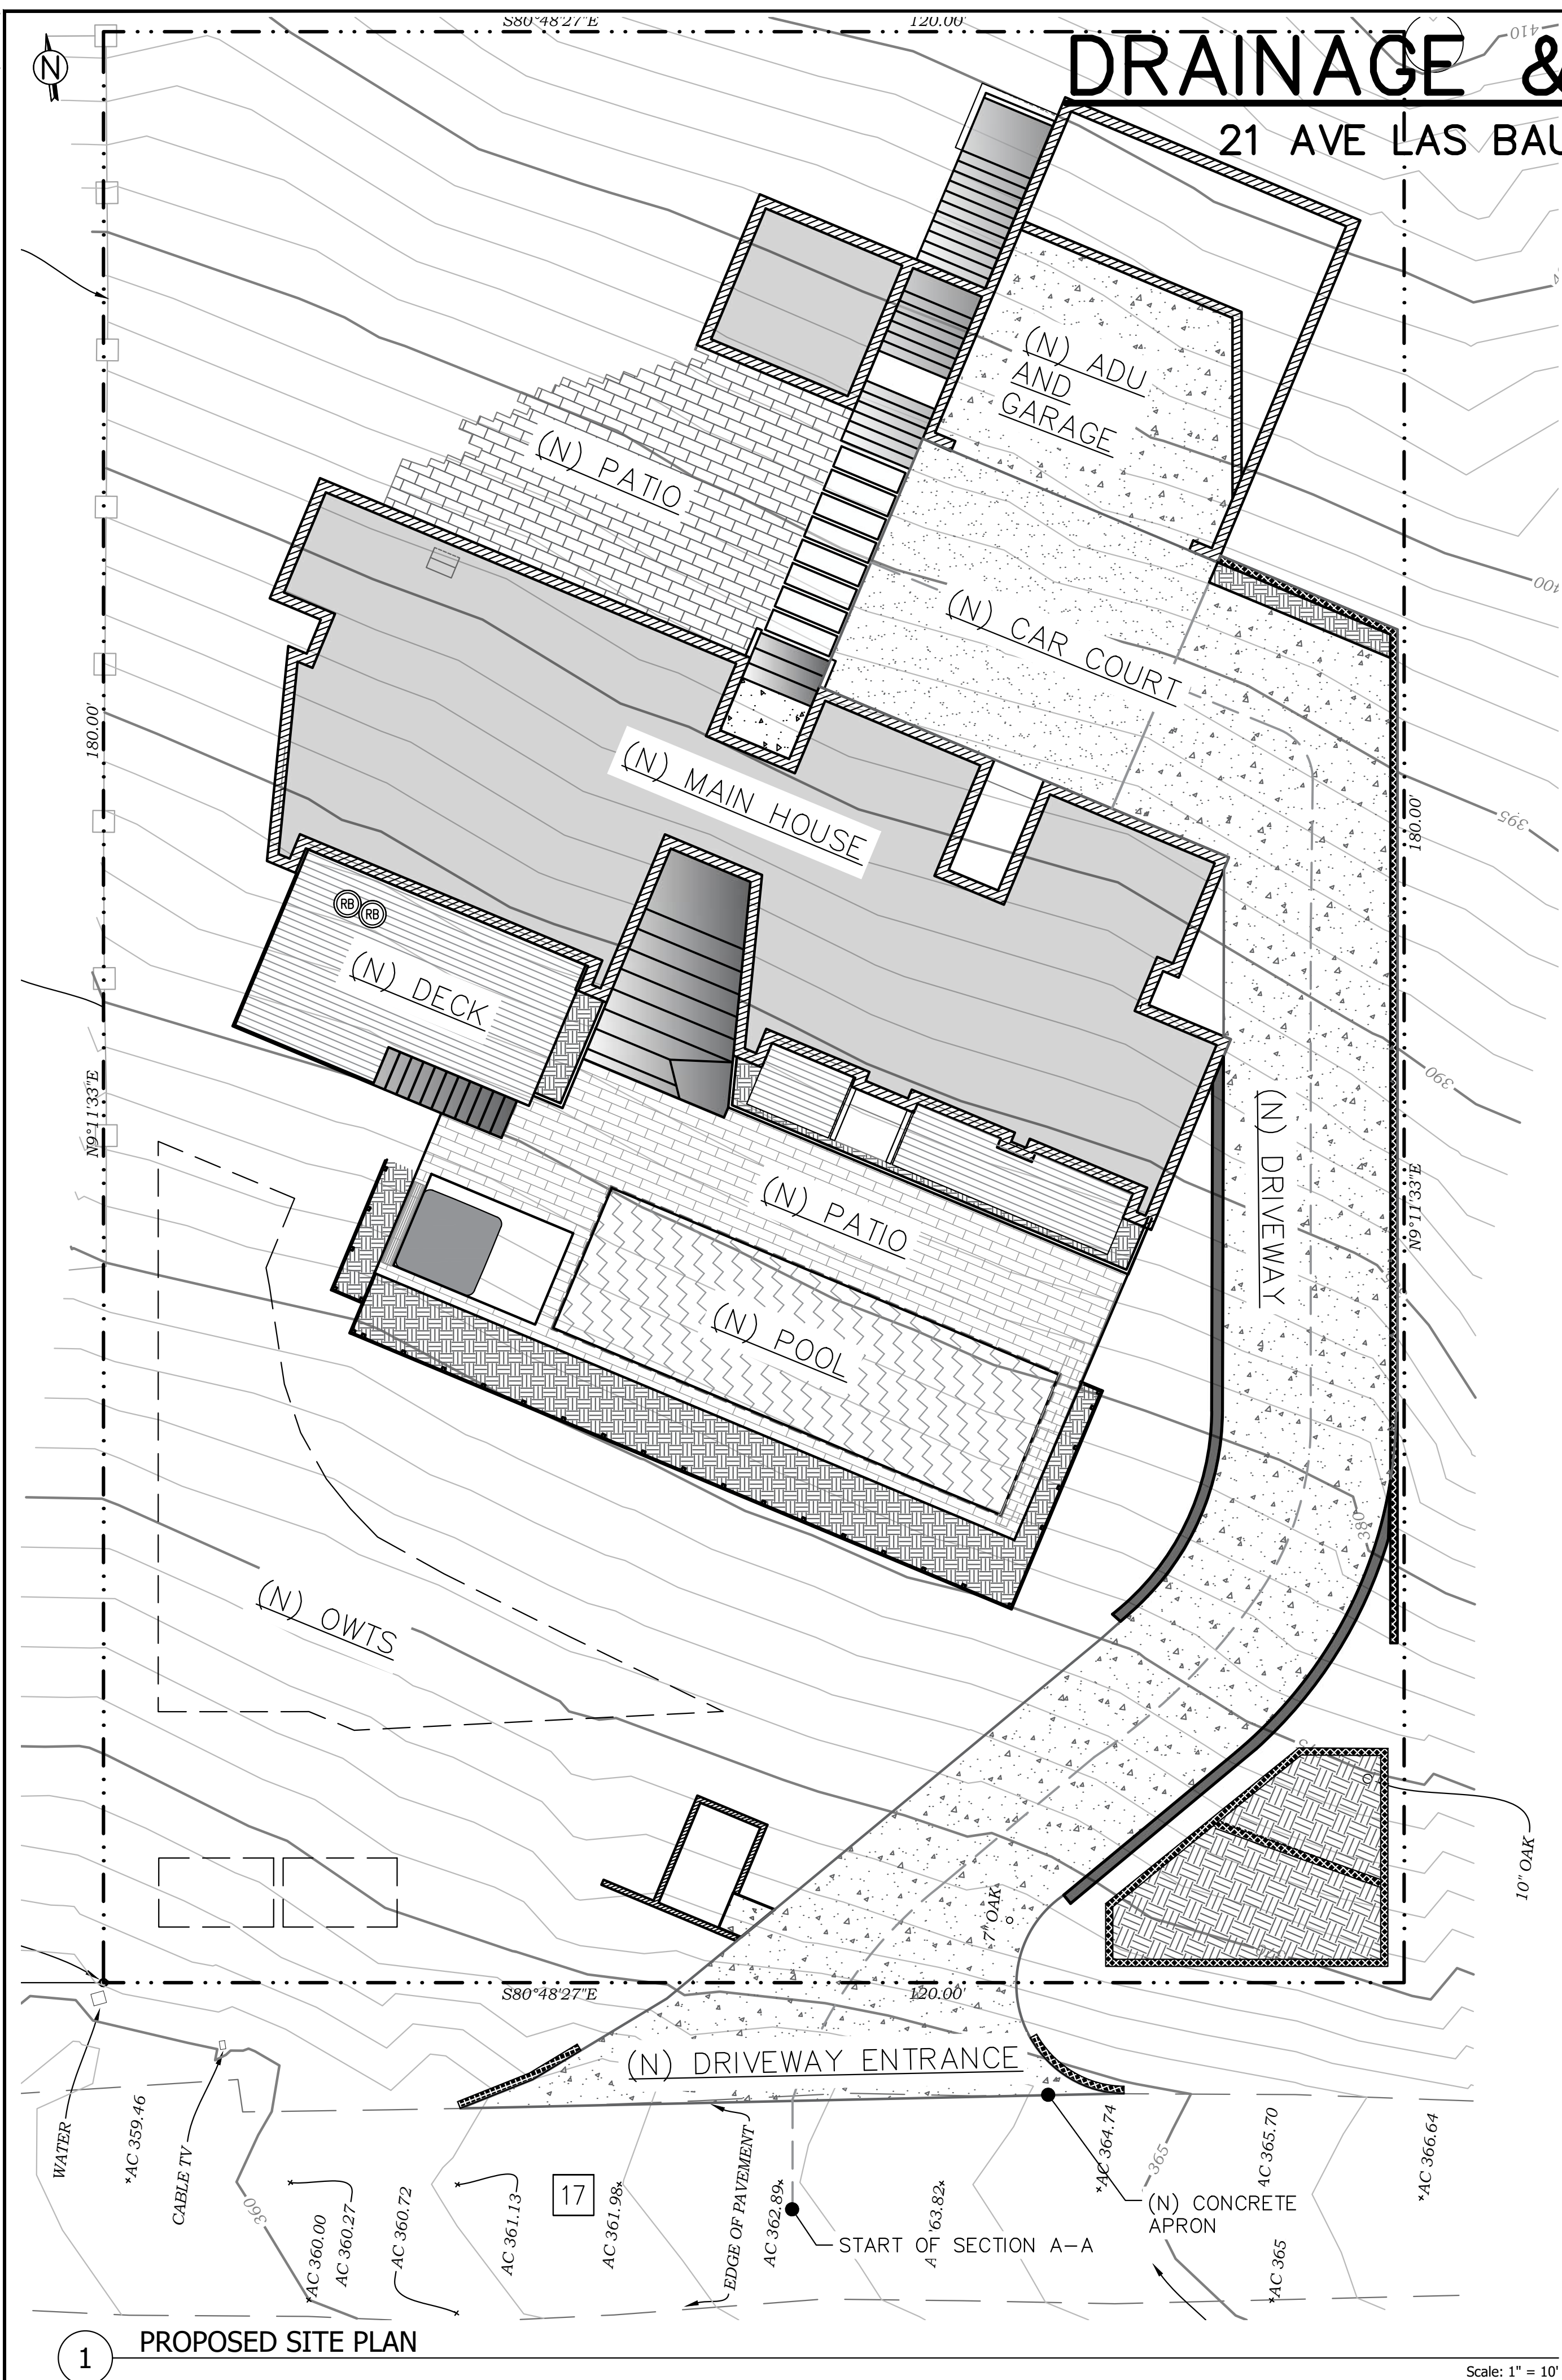 S80°48'27"E
120.00'
410
N
DRAINAGE &
21 AVE LAS
(N) ADU
AND
GARAGE
(N) PATIO
400
(N) CAR COURT
180.00'
(N) MAIN HOUSE
180.00'
395
RB
RB
(N) DECK
390
N9°11'33"E
(N) DRIVEWAY
N9°11'33"E
(N) PATIO
(N) POOL
380
(N) OWTS
10" OAK
7" OAK
S80°48'27"E
120.00'
(N) DRIVEWAY ENTRANCE
WATER
AC 359.46
CABLE TV
360
AC 360.00
AC 360.27
AC 360.72
AC 361.13
17
AC 361.98
EDGE OF PAVEMENT
AC 362.89
START OF SECTION A-A
63.82
AC 364.74
365
(N) CONCRETE
APRON
AC 365.70
AC 365
AC 366.64
1
PROPOSED SITE PLAN
Scale: 1" = 10'